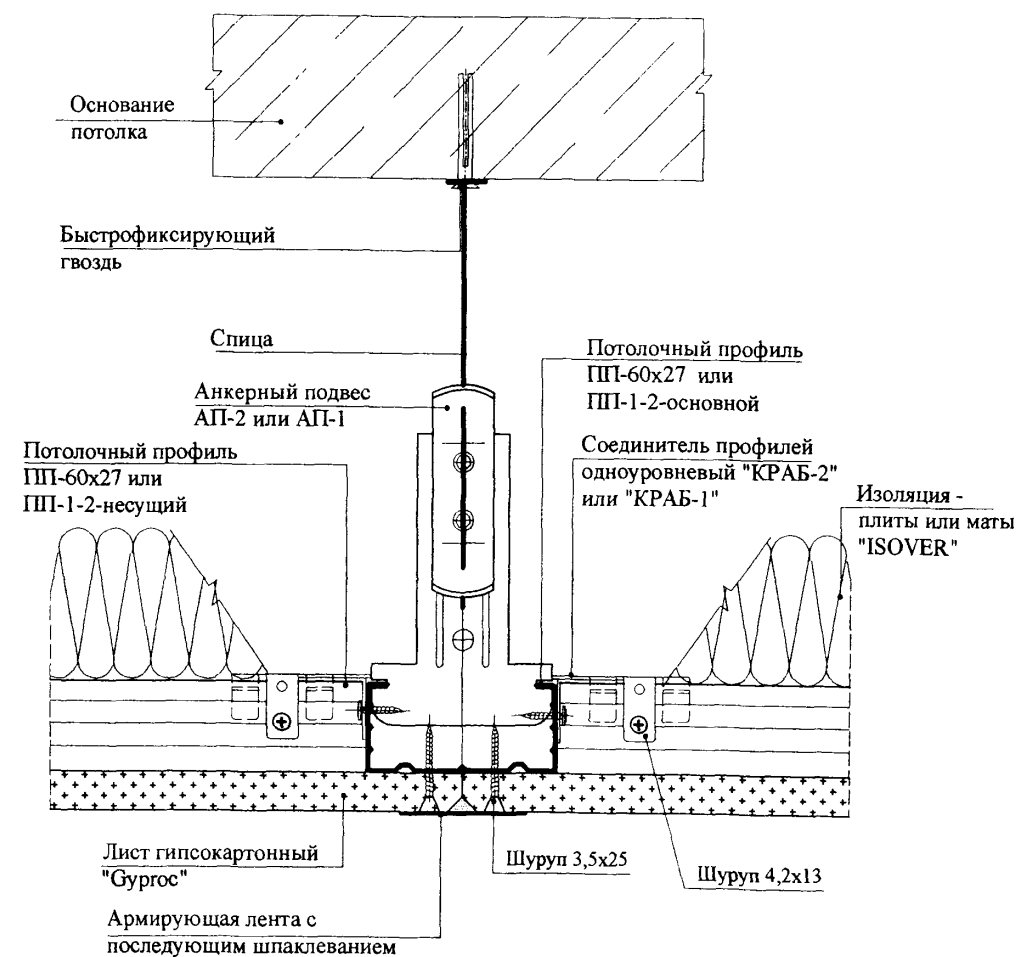 Основание
потолка
Быстрофиксирующий
гвоздь
Спица
Потолочный профиль
ПП-60х27 или
ПП-1-2-основной
Анкерный подвес
АП-2 или АП-1
Соединитель профилей
одноуровневый "КРАБ-2"
или "КРАБ-1"
Потолочный профиль
ПП-60х27 или
ПП-1-2-несущий
Изоляция -
плиты или маты
"ISOVER"
Лист гипсокартонный
"Gyproc"
Шуруп 3,5х25
Шуруп 4,2х13
Армирующая лента с
последующим шпаклеванием